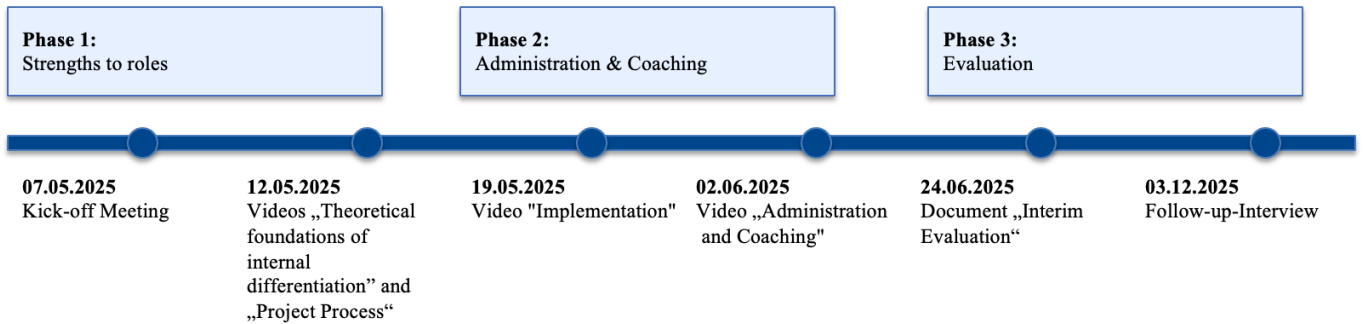 Phase 1:
Strengths to roles
Phase 2:
Administration & Coaching
Phase 3:
Evaluation
07.05.2025
Kick-off Meeting
12.05.2025
Videos „Theoretical
foundations of
internal
differentiation” and
„Project Process“
19.05.2025
Video "Implementation"
02.06.2025
Video „Administration
and Coaching"
24.06.2025
Document „Interim
Evaluation“
03.12.2025
Follow-up-Interview